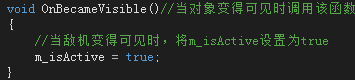 void OnBecameVisible()//当对象变得可见时调用该函数
{
//当敌机变得可见时，将m_isActive设置为true
m_isActive = true;
}